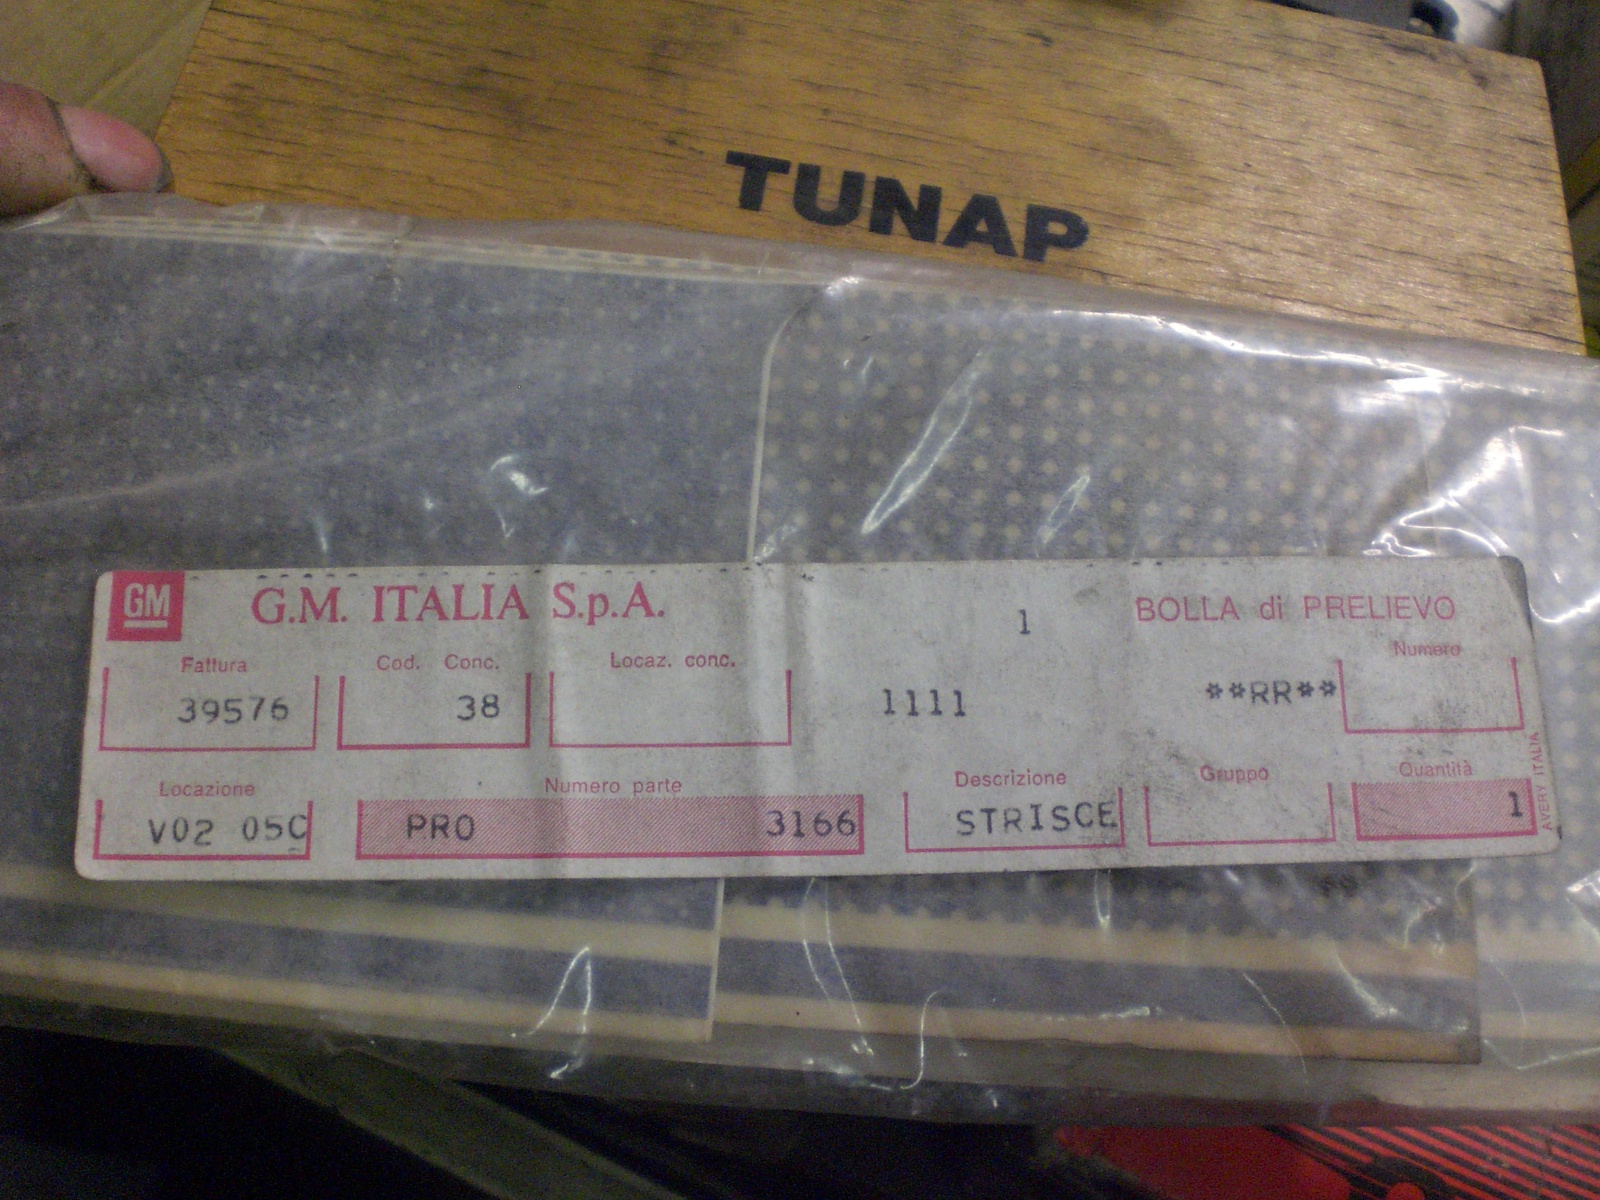 TUNAP
GM G.M. ITALIA S.p.A. 1 BOLLA di PRELIEVO
Fattura Cod. Conc. Locaz. conc. Numero
39576 38 1111 **RR**
Locazione Numero parte Descrizione Gruppo Quantità
V02 05C PRO 3166 STRISCE 1
AVERY ITALIA